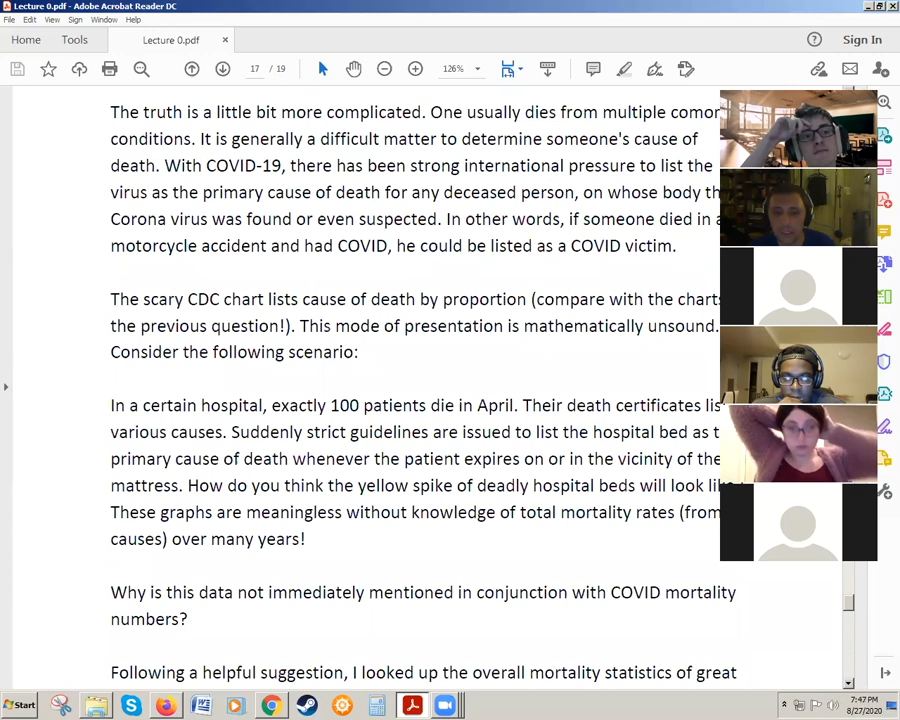 Lecture 0.pdf - Adobe Acrobat Reader DC
File Edit View Sign Window Help
Home Tools Lecture 0.pdf × Sign In
17 / 19 126%
The truth is a little bit more complicated. One usually dies from multiple
conditions. It is generally a difficult matter to determine someone's cause of
death. With COVID-19, there has been strong international pressure to list the
virus as the primary cause of death for any deceased person, on whose body
Corona virus was found or even suspected. In other words, if someone died in a
motorcycle accident and had COVID, he could be listed as a COVID victim.
The scary CDC chart lists cause of death by proportion (compare with the charts
the previous question!). This mode of presentation is mathematically unsound.
Consider the following scenario:
In a certain hospital, exactly 100 patients die in April. Their death certificates
various causes. Suddenly strict guidelines are issued to list the hospital bed as
primary cause of death whenever the patient expires on or in the vicinity of the
mattress. How do you think the yellow spike of deadly hospital beds will look
These graphs are meaningless without knowledge of total mortality rates (from
causes) over many years!
Why is this data not immediately mentioned in conjunction with COVID mortality
numbers?
Following a helpful suggestion, I looked up the overall mortality statistics of great
Start
7:47 PM
8/27/2020